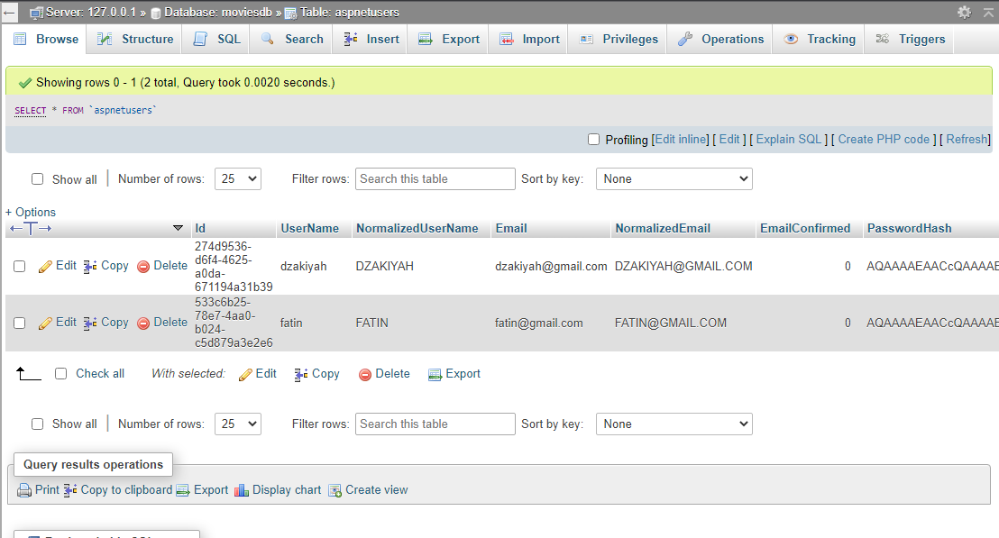 Server: 127.0.0.1 » Database: moviesdb » Table: aspnetusers
Browse Structure SQL Search Insert Export Import Privileges Operations Tracking Triggers
Showing rows 0 - 1 (2 total, Query took 0.0020 seconds.)
SELECT * FROM `aspnetusers`
Profiling [Edit inline] [ Edit ] [ Explain SQL ] [ Create PHP code ] [ Refresh]
Show all Number of rows: 25 Filter rows: Search this table Sort by key: None
+ Options
←T→ Id UserName NormalizedUserName Email NormalizedEmail EmailConfirmed PasswordHash
274d9536-
d6f4-4625-
Edit Copy Delete a0da- dzakiyah DZAKIYAH dzakiyah@gmail.com DZAKIYAH@GMAIL.COM 0 AQAAAAEAACcQAAAAE
671194a31b39
533c6b25-
78e7-4aa0-
Edit Copy Delete b024- fatin FATIN fatin@gmail.com FATIN@GMAIL.COM 0 AQAAAAEAACcQAAAAE
c5d879a3e2e6
Check all With selected: Edit Copy Delete Export
Show all Number of rows: 25 Filter rows: Search this table Sort by key: None
Query results operations
Print Copy to clipboard Export Display chart Create view